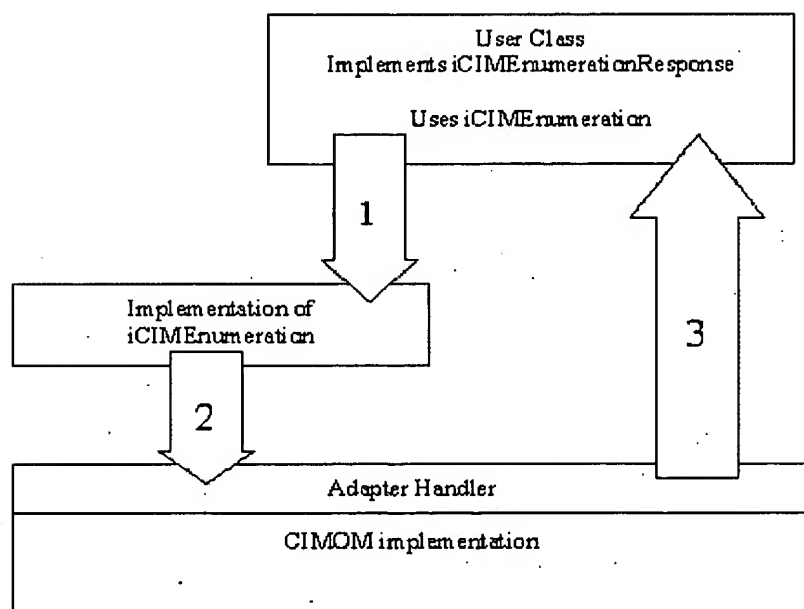 User Class
Implements iCIMEnumerationResponse
Uses iCIMEnumeration
1
Implementation of
iCIMEnumeration
3
2
Adapter Handler
CIMOM implementation